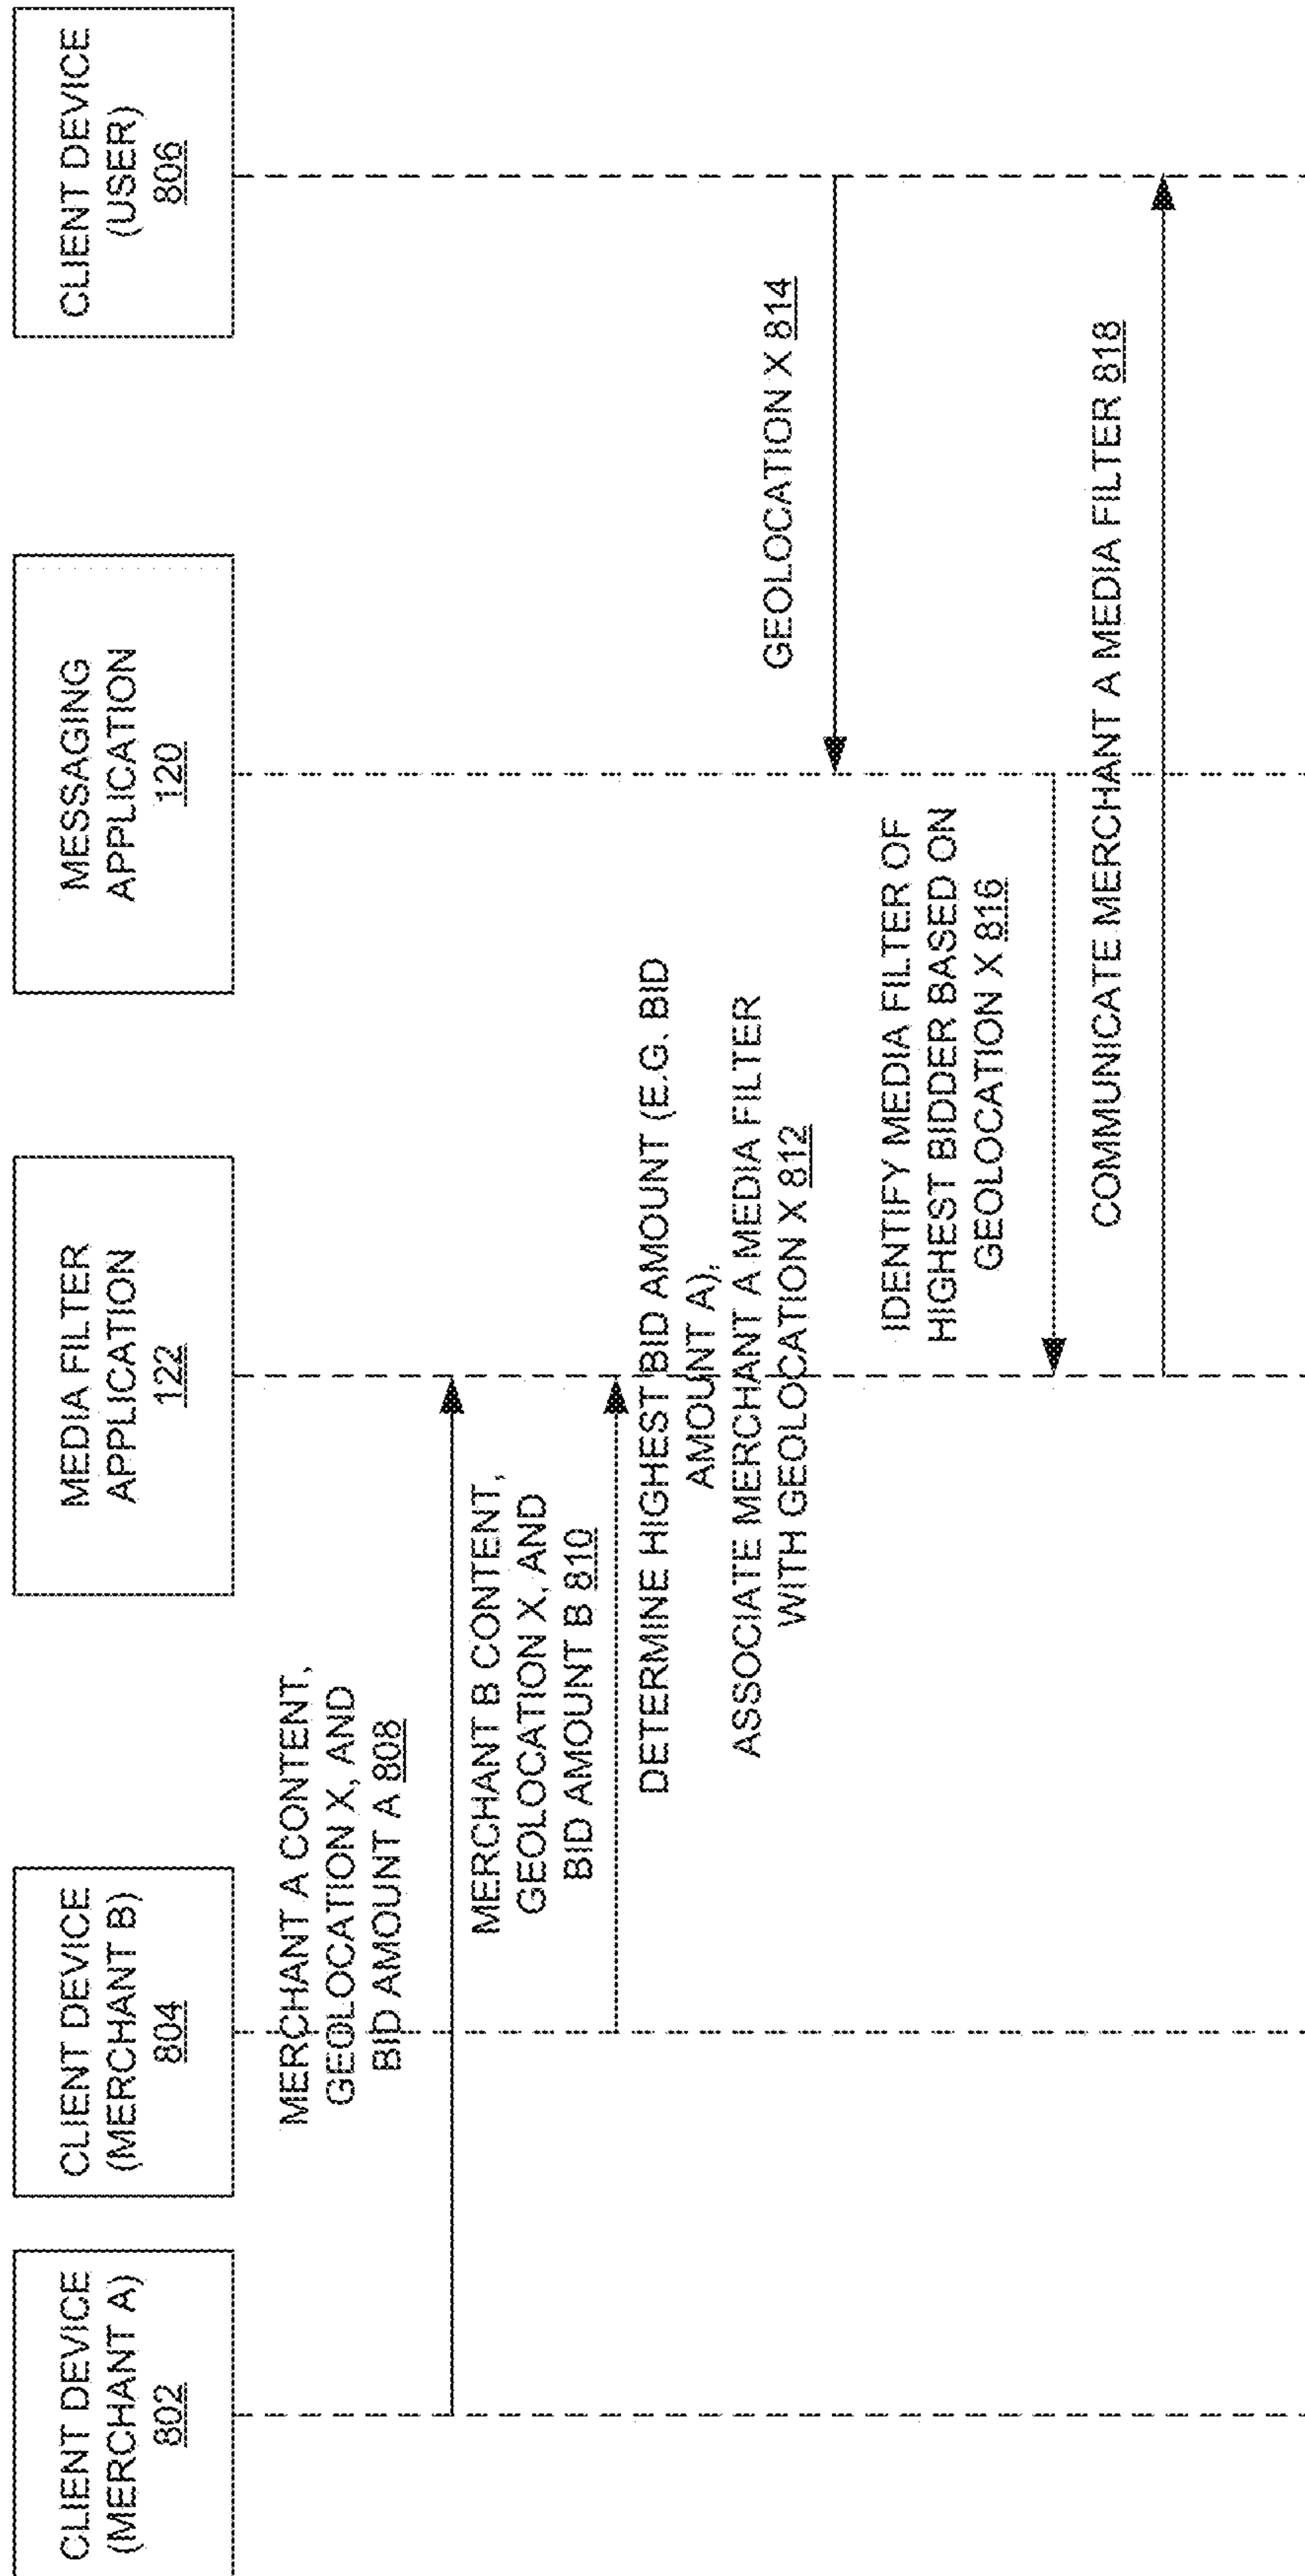 CLIENT DEVICE
(MERCHANT A)
802
CLIENT DEVICE
(MERCHANT B)
804
MEDIA FILTER
APPLICATION
122
MESSAGING
APPLICATION
120
CLIENT DEVICE
(USER)
806
MERCHANT A CONTENT,
GEOLOCATION X, AND
BID AMOUNT A 808
MERCHANT B CONTENT,
GEOLOCATION X, AND
BID AMOUNT B 810
DETERMINE HIGHEST BID AMOUNT (E.G. BID
AMOUNT A),
ASSOCIATE MERCHANT A MEDIA FILTER
WITH GEOLOCATION X 812
GEOLOCATION X 814
IDENTIFY MEDIA FILTER OF
HIGHEST BIDDER BASED ON
GEOLOCATION X 816
COMMUNICATE MERCHANT A MEDIA FILTER 818